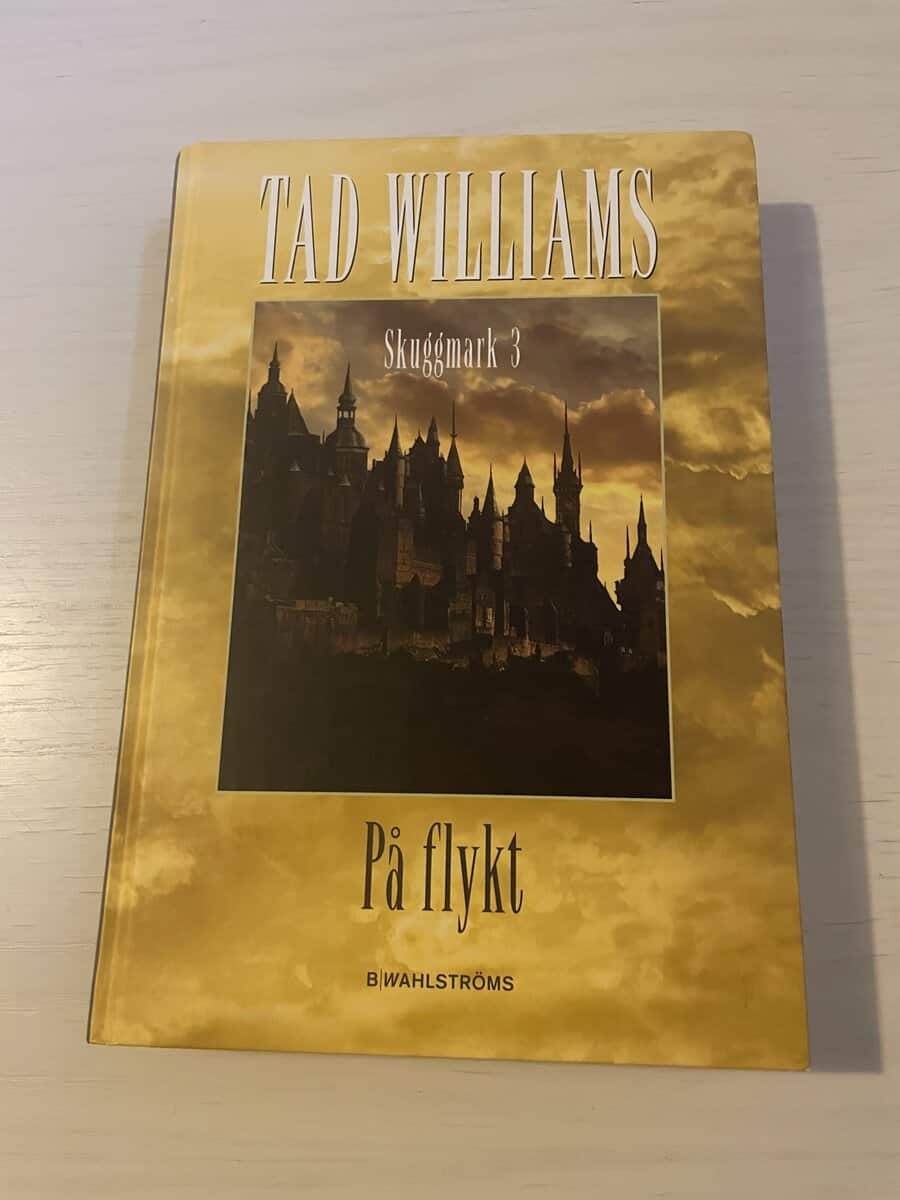 TAD WILLIAMS
Skuggmark 3
På flykt
B|WAHLSTRÖMS